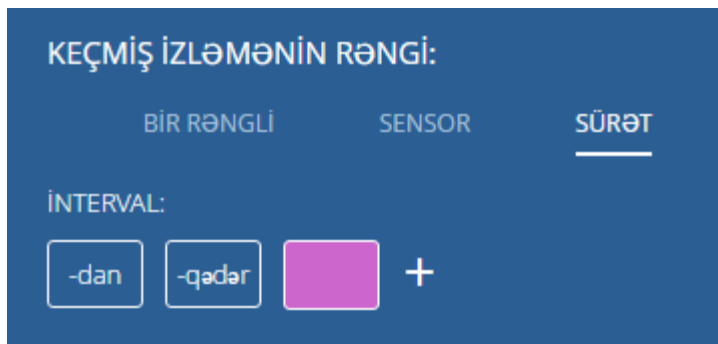 KEÇMİŞ İZLƏMƏNİN RƏNGİ:
BİR RƏNGLİ SENSOR SÜRƏT
İNTERVAL:
-dan -qədər +